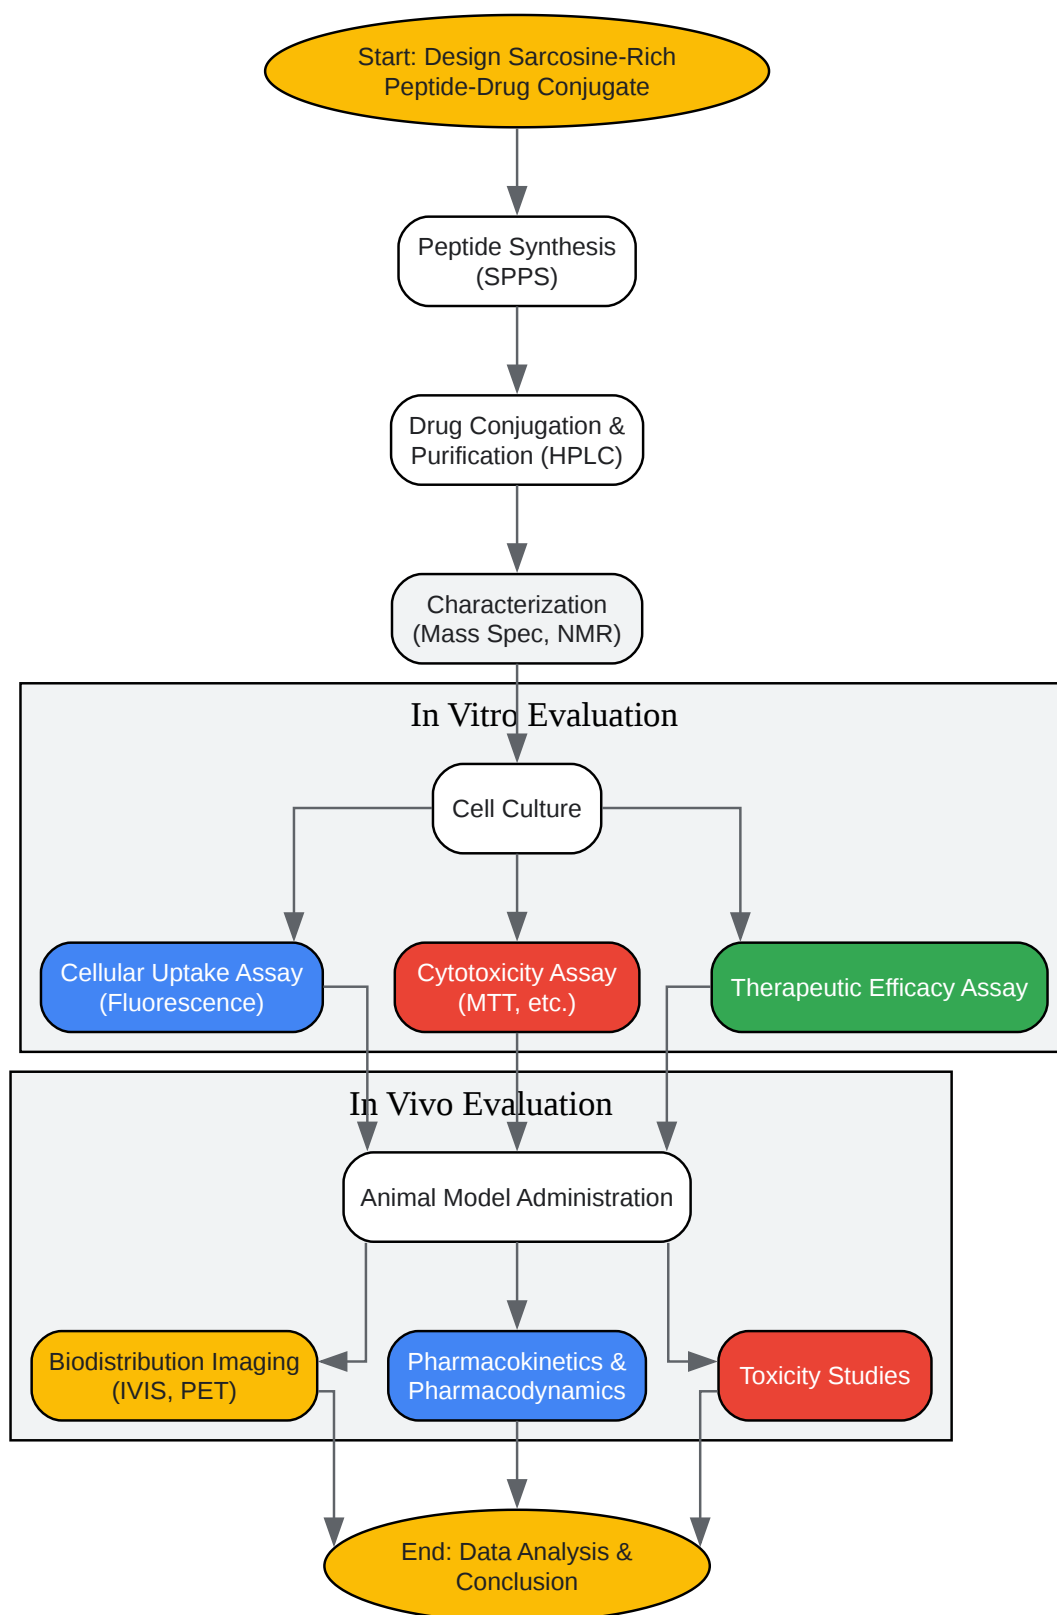 Start: Design Sarcosine-Rich
Peptide-Drug Conjugate
Peptide Synthesis
(SPPS)
Drug Conjugation &
Purification (HPLC)
Characterization
(Mass Spec, NMR)
In Vitro Evaluation
Cell Culture
Cellular Uptake Assay
(Fluorescence)
Cytotoxicity Assay
(MTT, etc.)
Therapeutic Efficacy Assay
In Vivo Evaluation
Animal Model Administration
Biodistribution Imaging
(IVIS, PET)
Pharmacokinetics &
Pharmacodynamics
Toxicity Studies
End: Data Analysis &
Conclusion